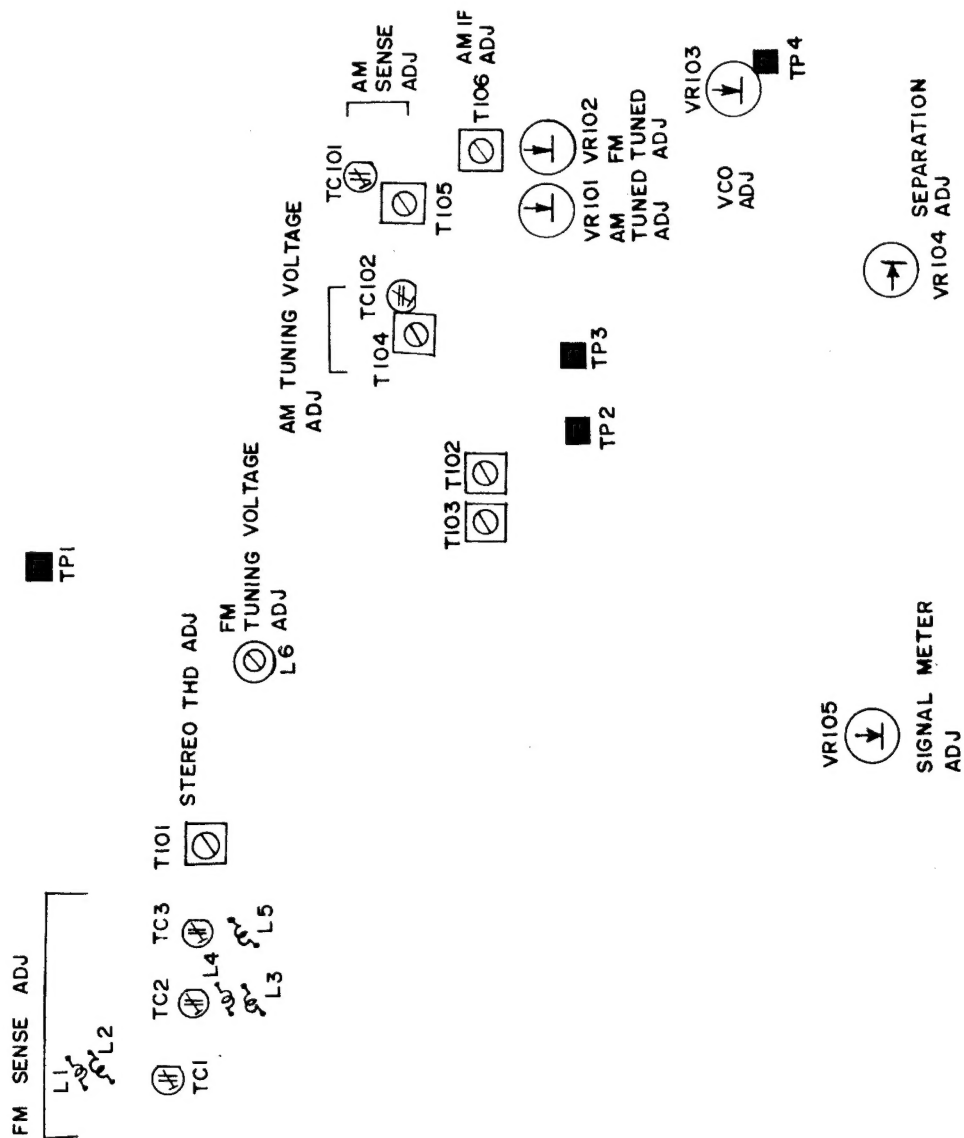 FM SENSE ADJ
L1
L2
TC1
TC2
L4
L3
TC3
L5
T101
STEREO THD ADJ
TP1
FM
TUNING VOLTAGE
ADJ
L6
AM TUNING VOLTAGE
ADJ
T104
TC102
TC101
T105
AM
SENSE
ADJ
T103 T102
T106
AM IF
ADJ
TP2
TP3
VR101 VR102
AM FM
TUNED TUNED
ADJ ADJ
VR103
TP4
VCO
ADJ
VR105
SIGNAL METER
ADJ
VR104
SEPARATION
ADJ